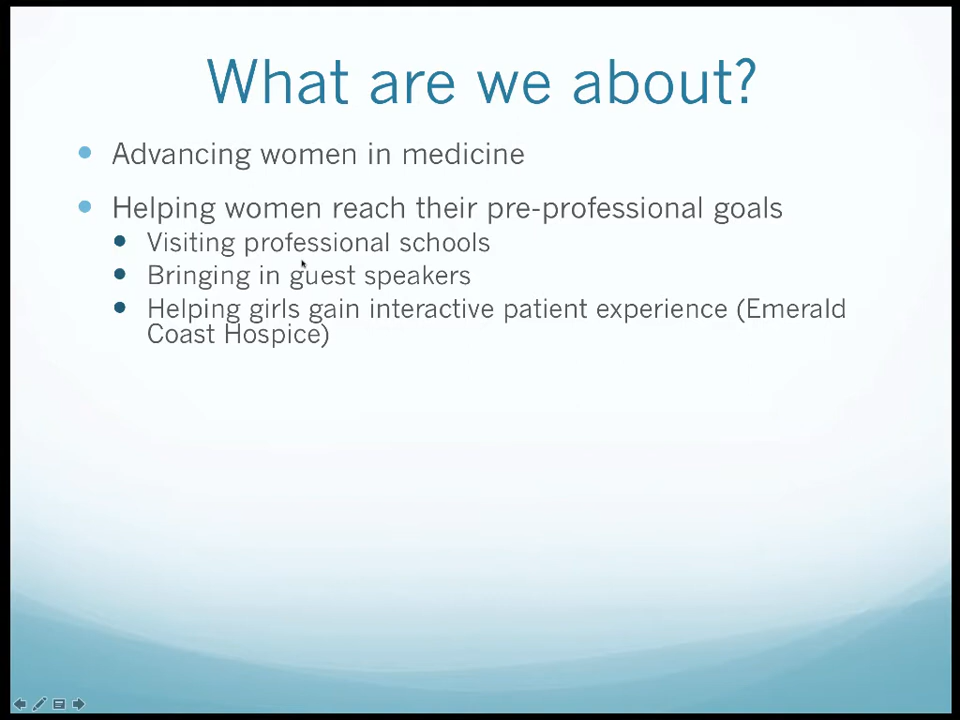 What are we about?
Advancing women in medicine
Helping women reach their pre-professional goals
Visiting professional schools
Bringing in guest speakers
Helping girls gain interactive patient experience (Emerald
Coast Hospice)